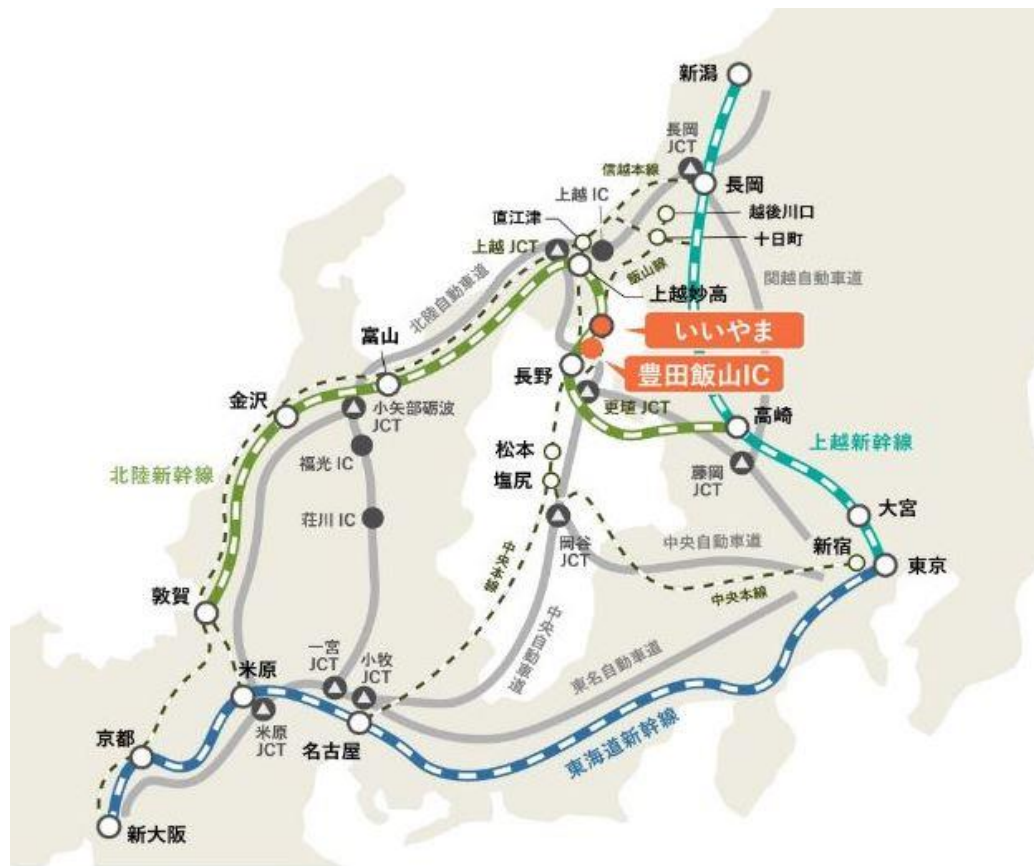 新潟
長岡
JCT
信越本線
長岡
上越 IC
直江津
越後川口
十日町
上越 JCT
飯山線
関越自動車道
上越妙高
北陸自動車道
いいやま
富山
豊田飯山IC
長野
金沢
小矢部砺波
JCT
更埴 JCT
高崎
上越新幹線
福光 IC
松本
北陸新幹線
塩尻
藤岡
JCT
荘川 IC
大宮
岡谷
JCT
中央自動車道
新宿
東京
中央本線
中央本線
敦賀
中央自動車道
一宮
JCT
小牧
JCT
東名自動車道
米原
米原
JCT
京都
名古屋
東海道新幹線
新大阪